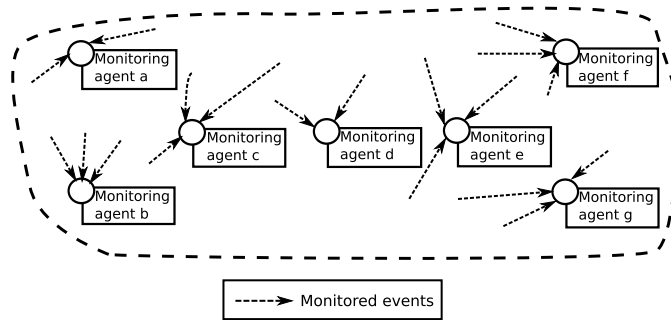 Monitoring
agent a
Monitoring
agent f
Monitoring
agent c
Monitoring
agent d
Monitoring
agent e
Monitoring
agent b
Monitoring
agent g
Monitored events